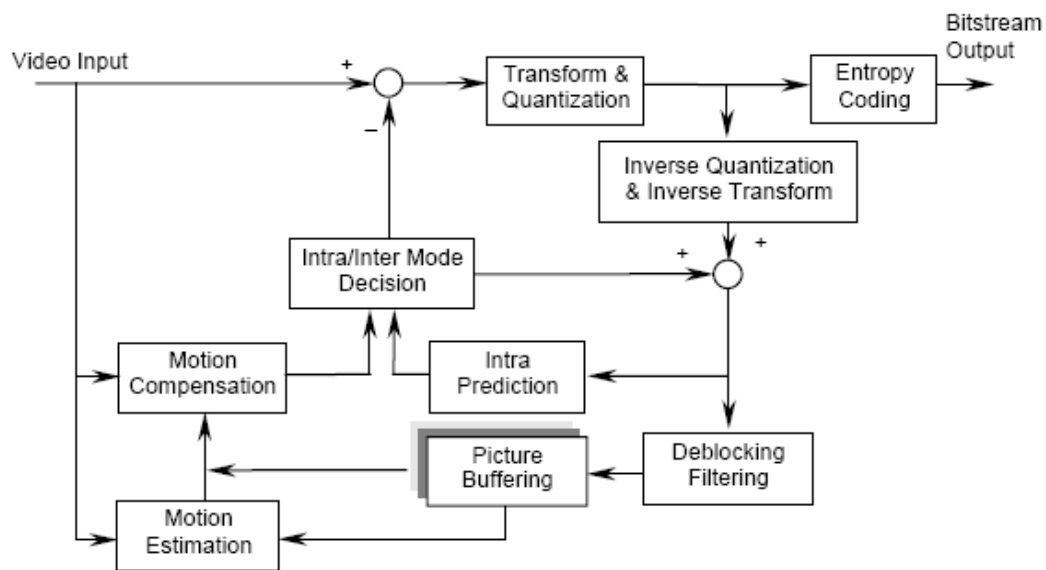 Video Input
+
Transform &
Quantization
Entropy
Coding
Bitstream
Output
–
Inverse Quantization
& Inverse Transform
Intra/Inter Mode
Decision
+
+
Motion
Compensation
Intra
Prediction
Picture
Buffering
Deblocking
Filtering
Motion
Estimation